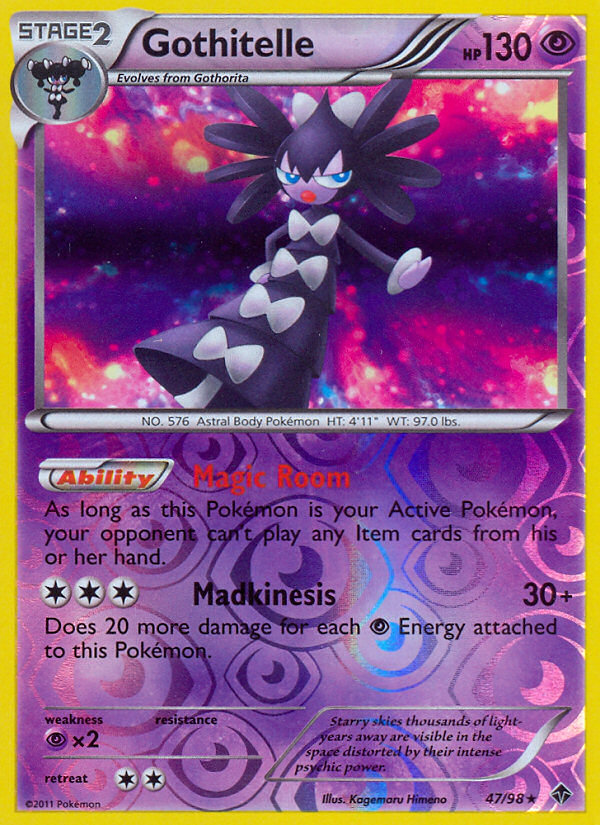 STAGE2
Gothitelle
HP130
Evolves from Gothorita
NO. 576 Astral Body Pokémon HT: 4'11" WT: 97.0 lbs.
Ability Magic Room
As long as this Pokémon is your Active Pokémon,
your opponent can't play any Item cards from his
or her hand.
Madkinesis 30+
Does 20 more damage for each Energy attached
to this Pokémon.
weakness resistance
×2
Starry skies thousands of light-
years away are visible in the
space distorted by their intense
psychic power.
retreat
©2011 Pokémon
Illus. Kagemaru Himeno 47/98★